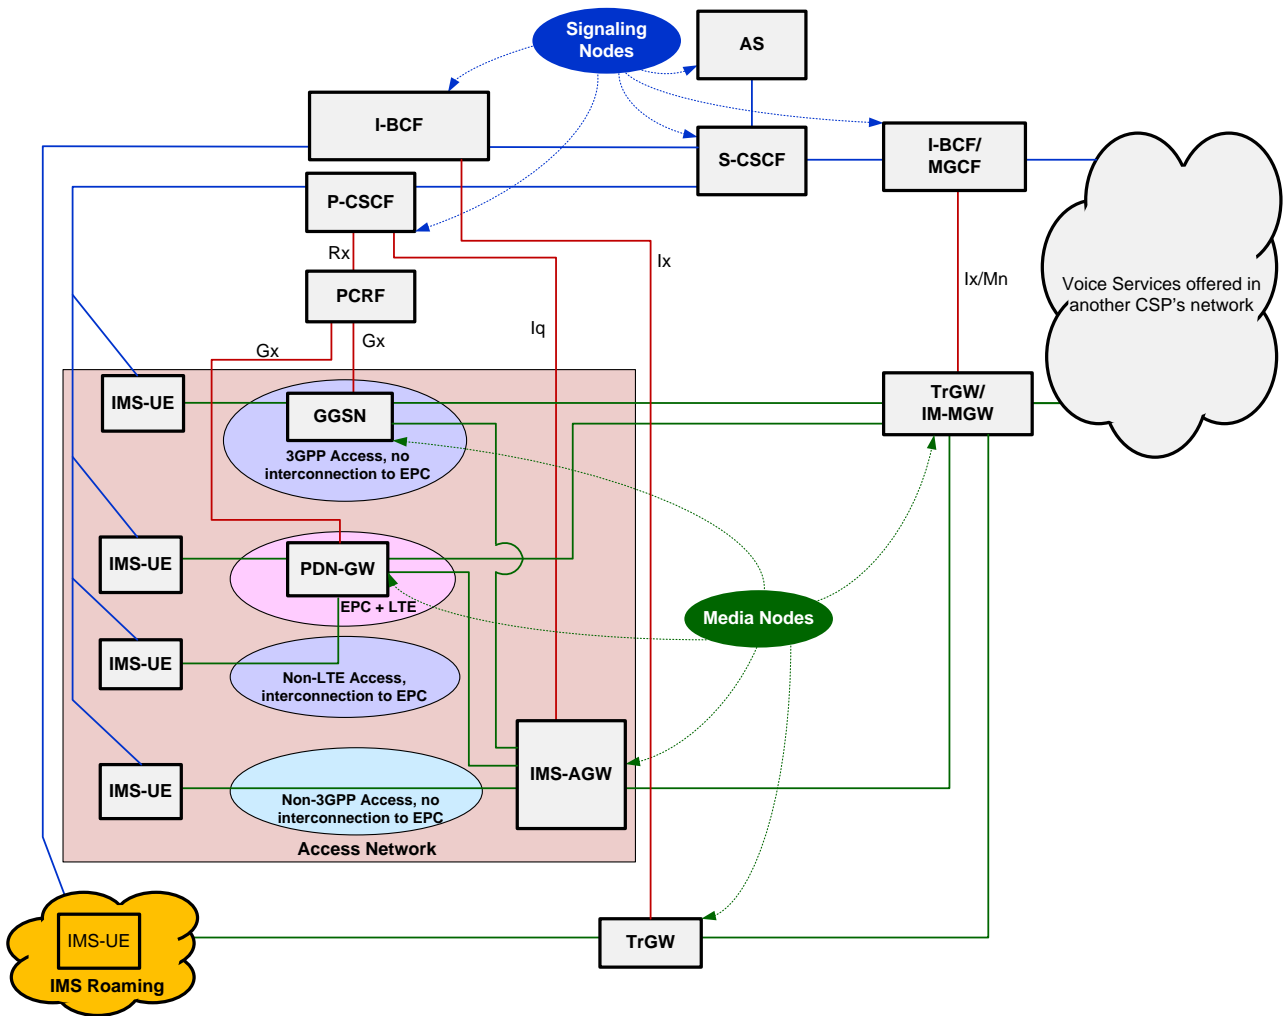 Signaling
Nodes
AS
I-BCF
S-CSCF
I-BCF/
MGCF
P-CSCF
Rx
Ix
Ix/Mn
Voice Services offered in
another CSP's network
PCRF
Iq
Gx
Gx
IMS-UE
GGSN
TrGW/
IM-MGW
3GPP Access, no
interconnection to EPC
IMS-UE
PDN-GW
EPC + LTE
Media Nodes
IMS-UE
Non-LTE Access,
interconnection to EPC
IMS-AGW
IMS-UE
Non-3GPP Access, no
interconnection to EPC
Access Network
IMS-UE
TrGW
IMS Roaming